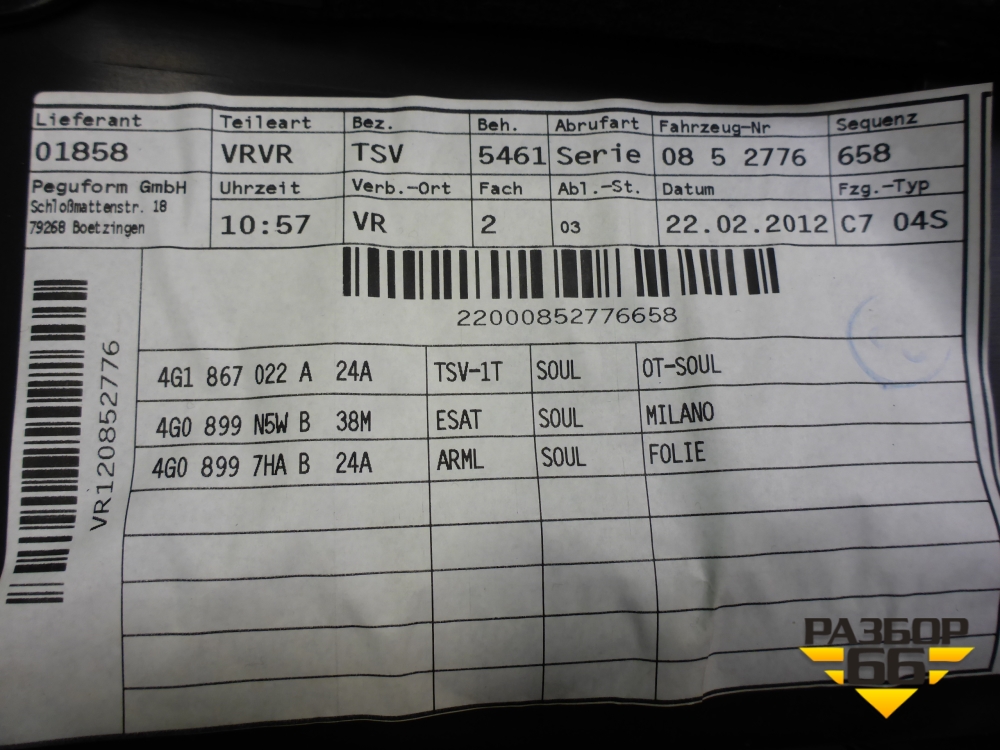 Lieferant Teileart Bez. Beh. Abrufart Fahrzeug-Nr Sequenz
01858 VRVR TSV 5461 Serie 08 5 2776 658
Peguform GmbH Uhrzeit Verb.-Ort Fach Abl.-St. Datum Fzg.-Typ
Schloßmattenstr. 18
79268 Boetzingen
10:57 VR 2 03 22.02.2012 C7 04S
22000852776658
VR120852776
4G1 867 022 A 24A TSV-1T SOUL OT-SOUL
4G0 899 N5W B 38M ESAT SOUL MILANO
4G0 899 7HA B 24A ARML SOUL FOLIE
РАЗБОР
66